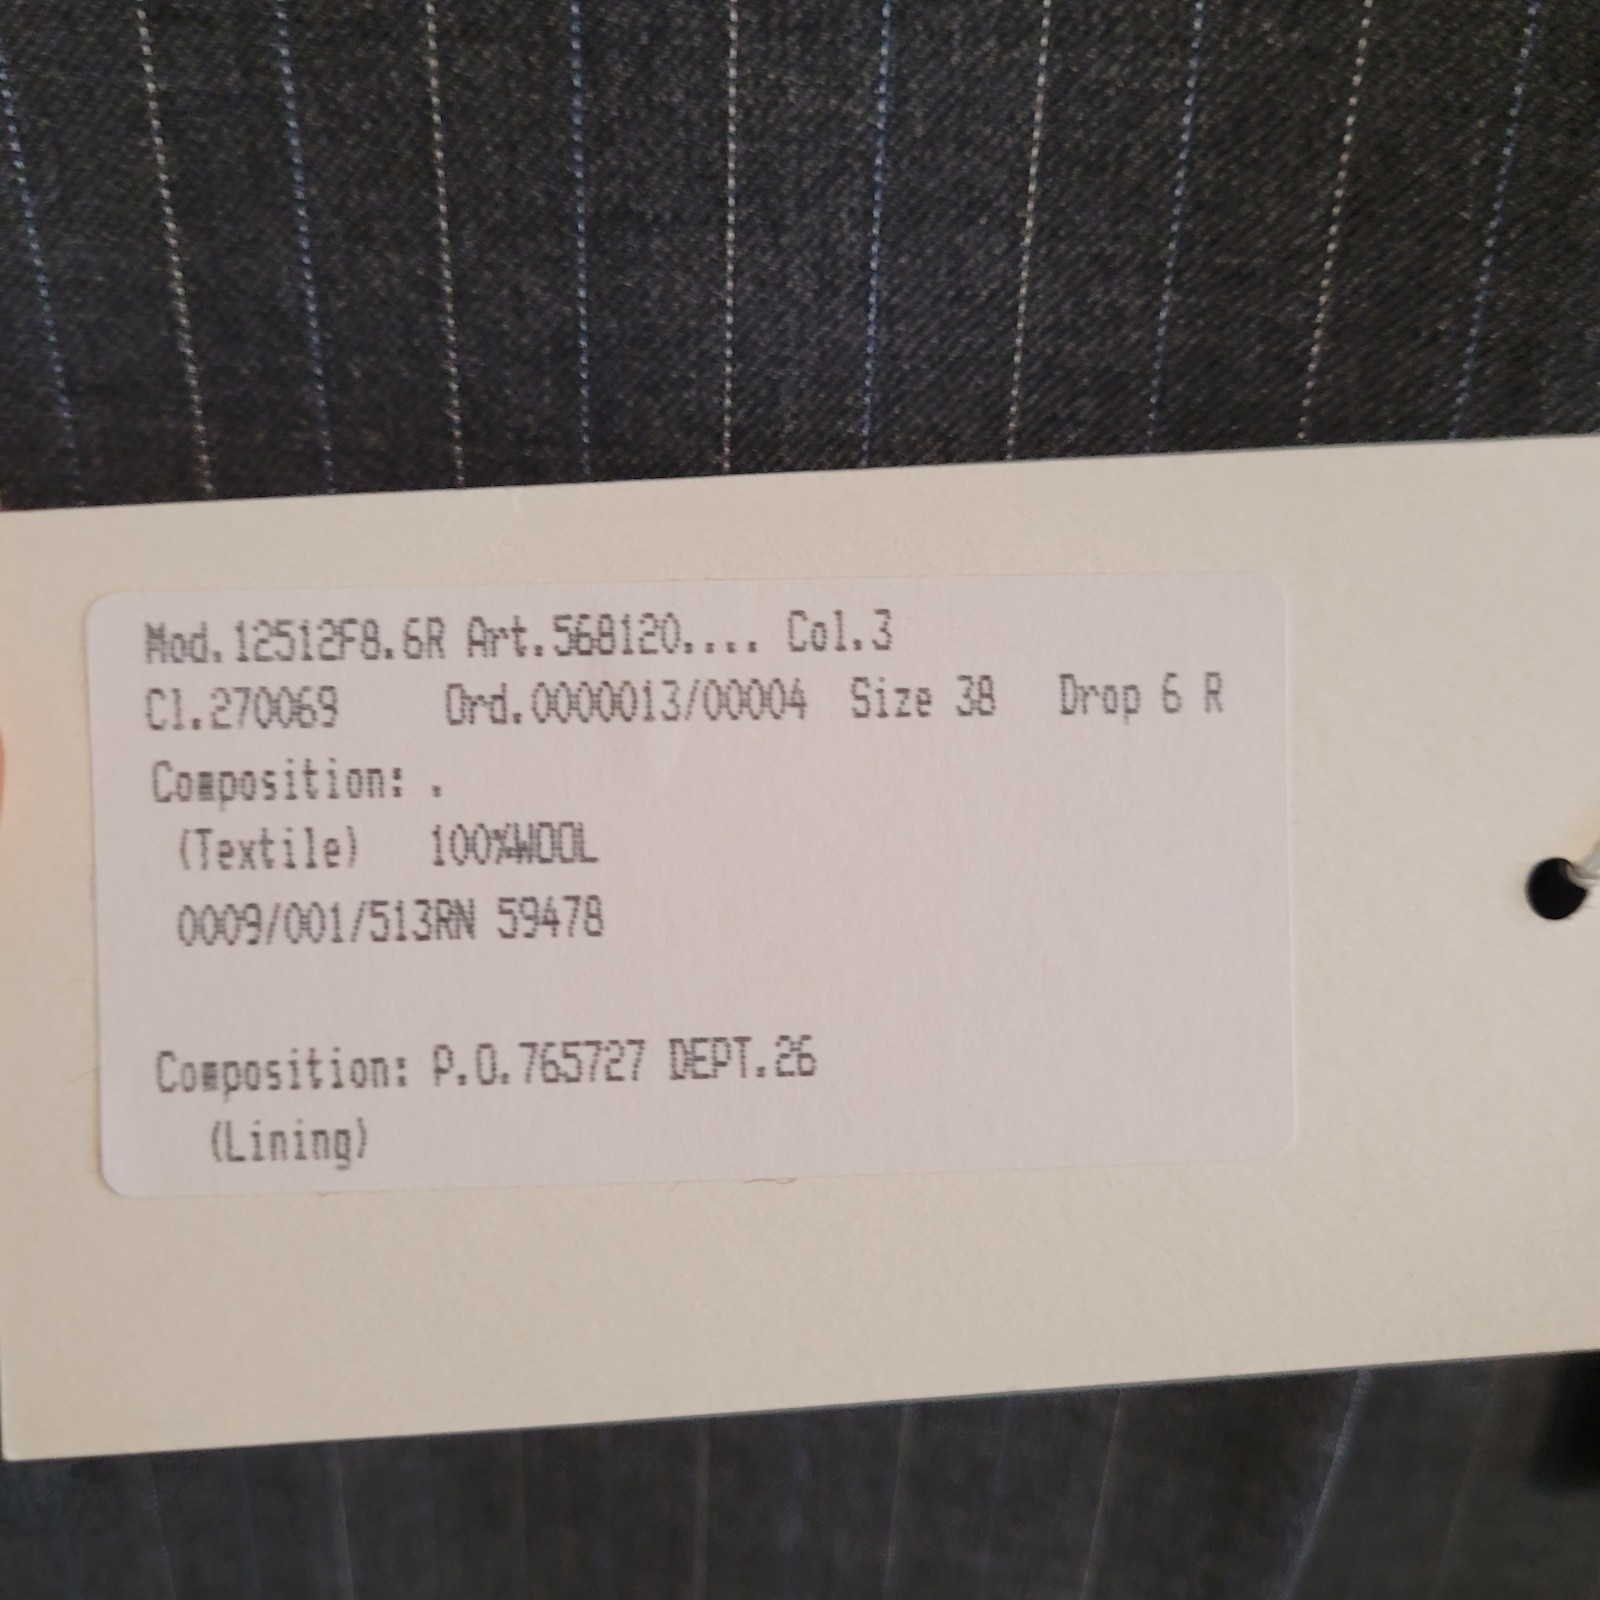 Mod.12512F8.6R Art.568120.... Col.3
Cl.270069 Ord.0000013/00004 Size 38 Drop 6 R
Composition: .
(Textile) 100%WOOL
0009/001/513RN 59478
Composition: P.O.765727 DEPT.26
(Lining)